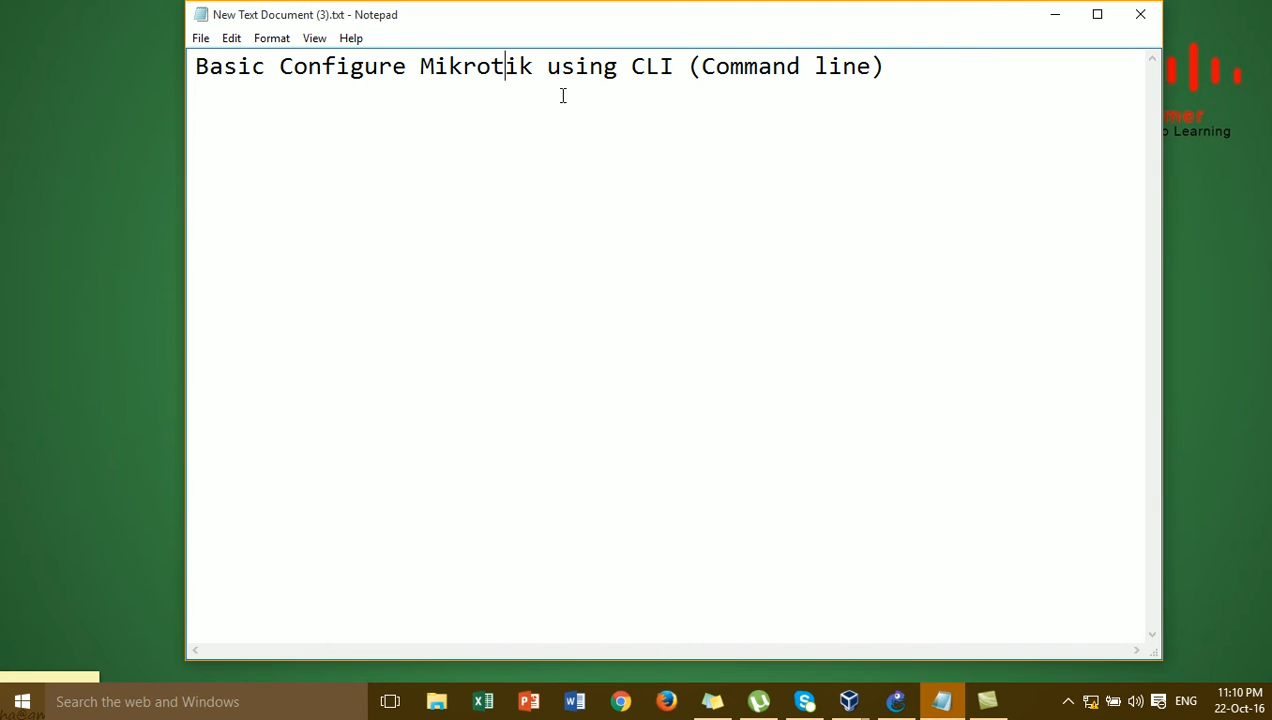 New Text Document (3).txt - Notepad
File Edit Format View Help
Basic Configure Mikrotik using CLI (Command line)
mer
o Learning
Search the web and Windows
ENG
11:10 PM
22-Oct-16